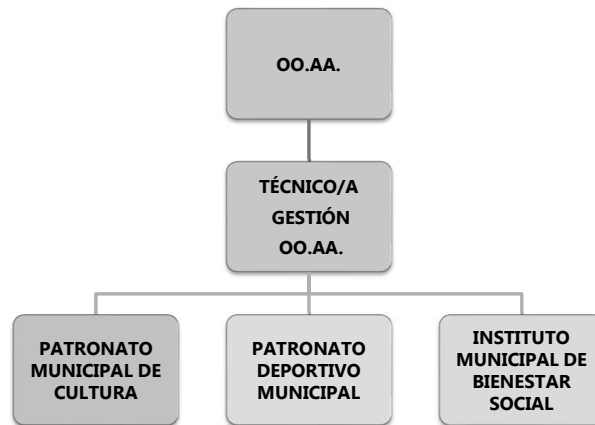 OO.AA.
TÉCNICO/A
GESTIÓN
OO.AA.
PATRONATO
MUNICIPAL DE
CULTURA
PATRONATO
DEPORTIVO
MUNICIPAL
INSTITUTO
MUNICIPAL DE
BIENESTAR
SOCIAL